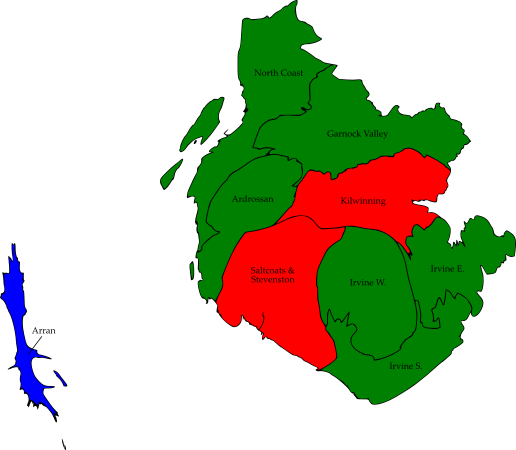 North Coast
Garnock Valley
Ardrossan
Kilwinning
Saltcoats &
Stevenston
Irvine W.
Irvine E.
Arran
Irvine S.